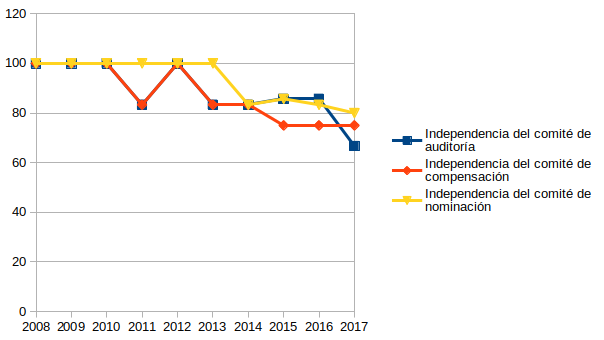 120
100
80
60
40
20
0
2008 2009 2010 2011 2012 2013 2014 2015 2016 2017
Independencia del comité de
auditoría
Independencia del comité de
compensación
Independencia del comité de
nominación